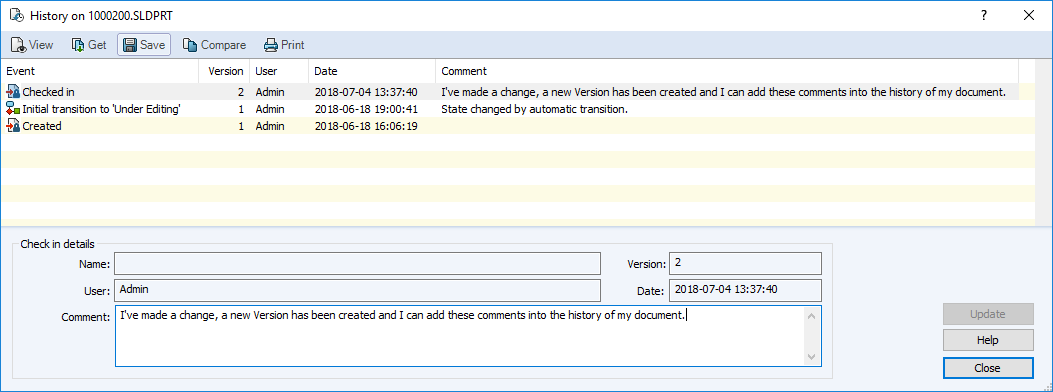 History on 1000200.SLDPRT ?
View Get Save Compare Print
Event Version User Date Comment
Checked in 2 Admin 2018-07-04 13:37:40 I've made a change, a new Version has been created and I can add these comments into the history of my document.
Initial transition to 'Under Editing' 1 Admin 2018-06-18 19:00:41 State changed by automatic transition.
Created 1 Admin 2018-06-18 16:06:19
Check in details
Name: Version: 2
User: Admin Date: 2018-07-04 13:37:40
Comment: I've made a change, a new Version has been created and I can add these comments into the history of my document.
Update
Help
Close